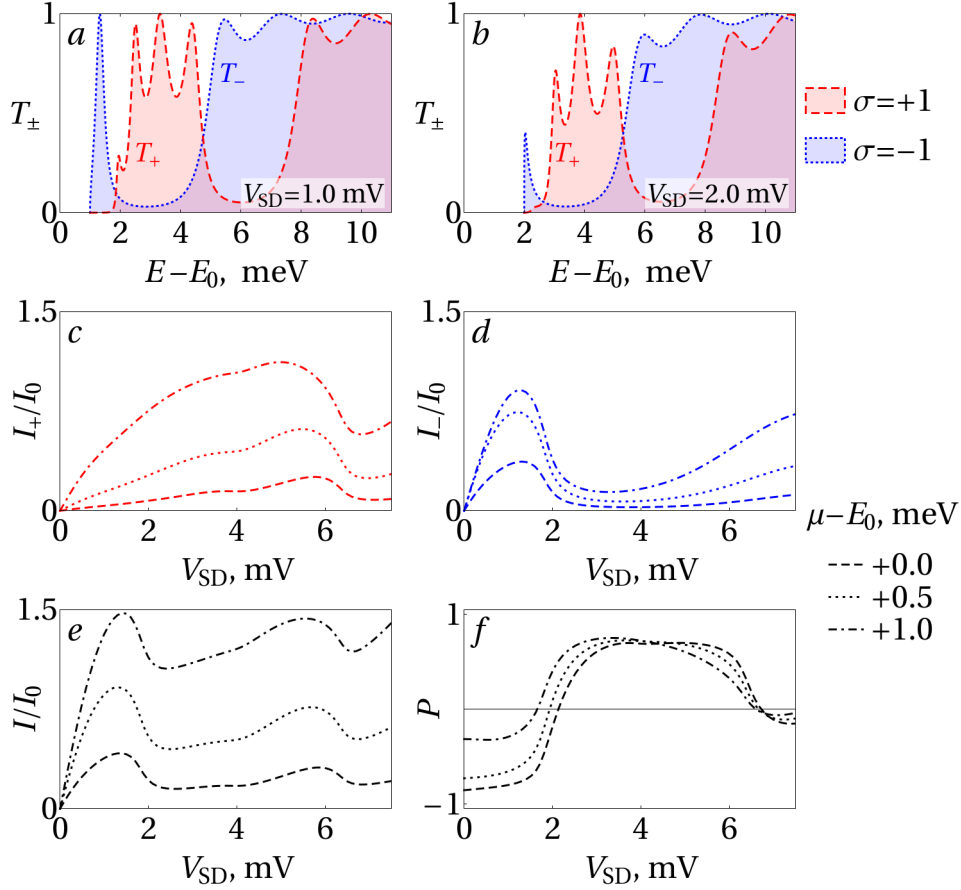 a
1
T±
0
T₊
T₋
V_SD=1.0 mV
0 2 4 6 8 10
E−E₀, meV
b
1
T±
0
T₊
T₋
V_SD=2.0 mV
0 2 4 6 8 10
E−E₀, meV
σ=+1
σ=−1
c
1.5
I₊/I₀
0
0 2 4 6
V_SD, mV
d
1.5
I₋/I₀
0
0 2 4 6
V_SD, mV
μ−E₀, meV
+0.0
+0.5
+1.0
e
1.5
I/I₀
0
0 2 4 6
V_SD, mV
f
1
P
−1
0 2 4 6
V_SD, mV